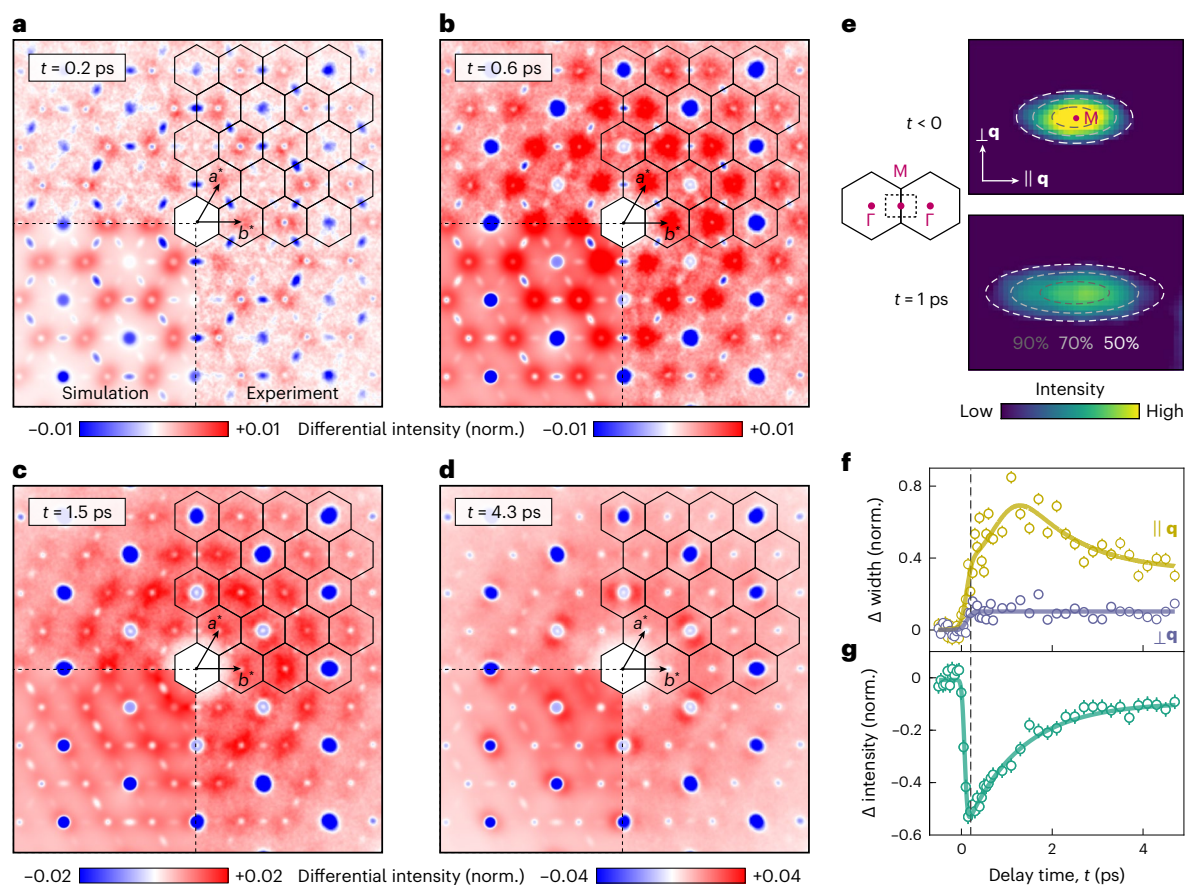 a
t = 0.2 ps
a*
b*
Simulation
Experiment
−0.01
+0.01
Differential intensity (norm.)
b
t = 0.6 ps
a*
b*
−0.01
+0.01
c
t = 1.5 ps
a*
b*
−0.02
+0.02
Differential intensity (norm.)
d
t = 4.3 ps
a*
b*
−0.04
+0.04
e
t < 0
M
⊥q
|| q
M
Γ
Γ
t = 1 ps
90% 70% 50%
Intensity
Low
High
f
0.8
0.4
0
Δ width (norm.)
|| q
⊥q
g
0
−0.2
−0.4
−0.6
Δ intensity (norm.)
0
2
4
Delay time, t (ps)